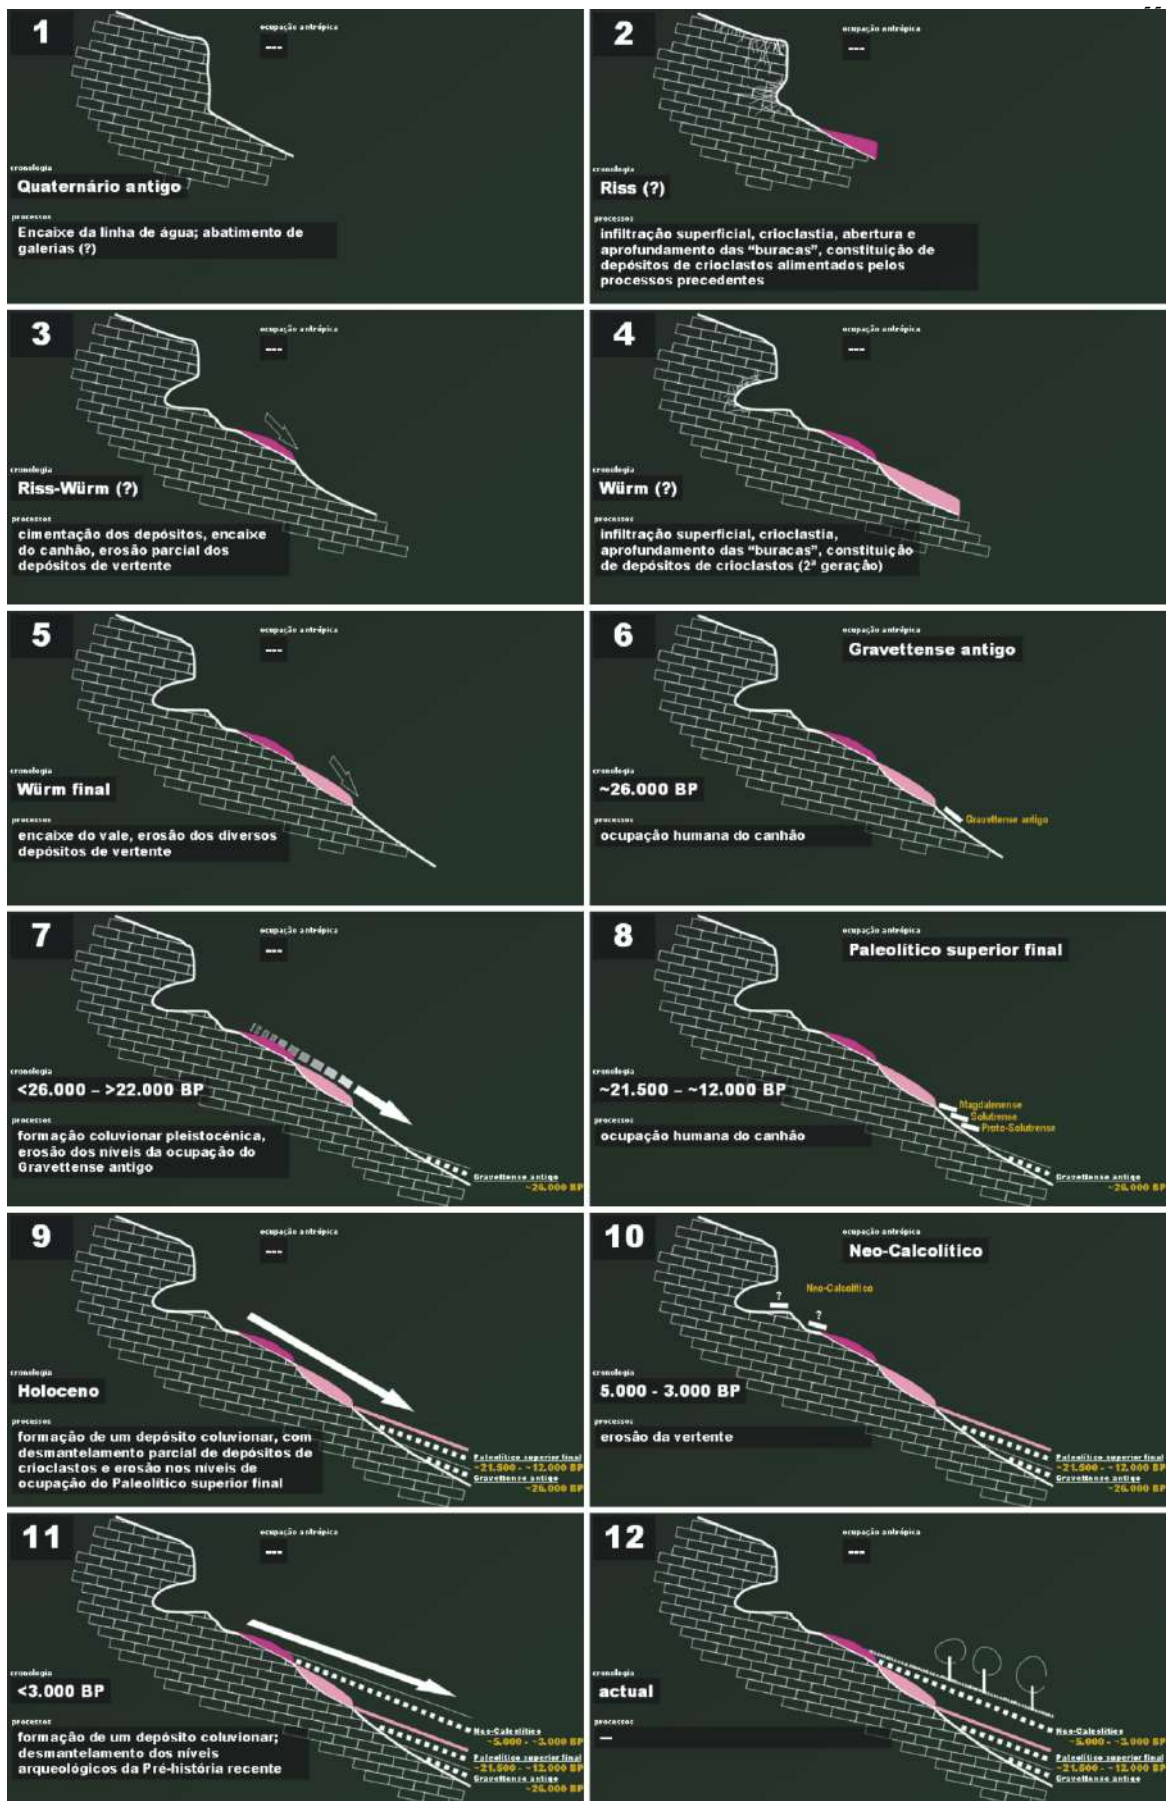 1
ocupação antrópica
---
cronologia
Quaternário antigo
processos
Encaixe da linha de água; abatimento de
galerias (?)
2
ocupação antrópica
---
cronologia
Riss (?)
processos
infiltração superficial, crioclastia, abertura e
aprofundamento das “buracas”, constituição de
depósitos de crioclastos alimentados pelos
processos precedentes
3
ocupação antrópica
---
cronologia
Riss-Würm (?)
processos
cimentação dos depósitos, encaixe
do canhão, erosão parcial dos
depósitos de vertente
4
ocupação antrópica
---
cronologia
Würm (?)
processos
infiltração superficial, crioclastia,
aprofundamento das “buracas”, constituição
de depósitos de crioclastos (2ª geração)
5
ocupação antrópica
---
cronologia
Würm final
processos
encaixe do vale, erosão dos diversos
depósitos de vertente
6
ocupação antrópica
Gravettense antigo
cronologia
~26.000 BP
processos
ocupação humana do canhão
Gravettense antigo
7
ocupação antrópica
---
cronologia
<26.000 – >22.000 BP
processos
formação coluvionar pleistocénica,
erosão dos níveis da ocupação do
Gravettense antigo
Gravettense antigo
~26.000 BP
8
ocupação antrópica
Paleolítico superior final
cronologia
~21.500 – ~12.000 BP
processos
ocupação humana do canhão
Magdalenense
Solutrense
Proto-Solutrense
Gravettense antigo
~26.000 BP
9
ocupação antrópica
---
cronologia
Holoceno
processos
formação de um depósito coluvionar, com
desmantelamento parcial de depósitos de
crioclastos e erosão nos níveis de
ocupação do Paleolítico superior final
Paleolítico superior final
~21.500 - ~12.000 BP
Gravettense antigo
~26.000 BP
10
ocupação antrópica
Neo-Calcolítico
Neo-Calcolítico
?
?
cronologia
5.000 - 3.000 BP
processos
erosão da vertente
Paleolítico superior final
~21.500 - ~12.000 BP
Gravettense antigo
~26.000 BP
11
ocupação antrópica
---
cronologia
<3.000 BP
processos
formação de um depósito coluvionar;
desmantelamento dos níveis
arqueológicos da Pré-história recente
Neo-Calcolítico
~5.000 - ~3.000 BP
Paleolítico superior final
~21.500 - ~12.000 BP
Gravettense antigo
~26.000 BP
12
ocupação antrópica
---
cronologia
actual
processos
—
Neo-Calcolítico
~5.000 - ~3.000 BP
Paleolítico superior final
~21.500 - ~12.000 BP
Gravettense antigo
~26.000 BP